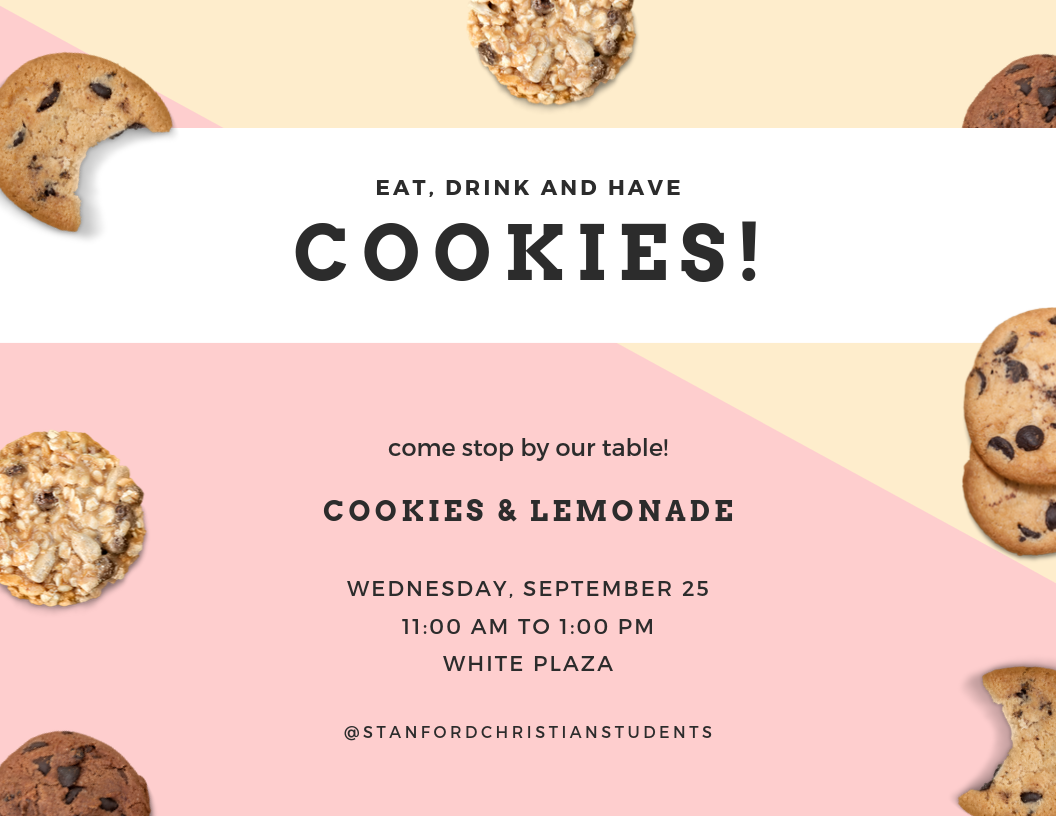 EAT, DRINK AND HAVE
COOKIES!
come stop by our table!
COOKIES & LEMONADE
WEDNESDAY, SEPTEMBER 25
11:00 AM TO 1:00 PM
WHITE PLAZA
@STANFORDCHRISTIANSTUDENTS